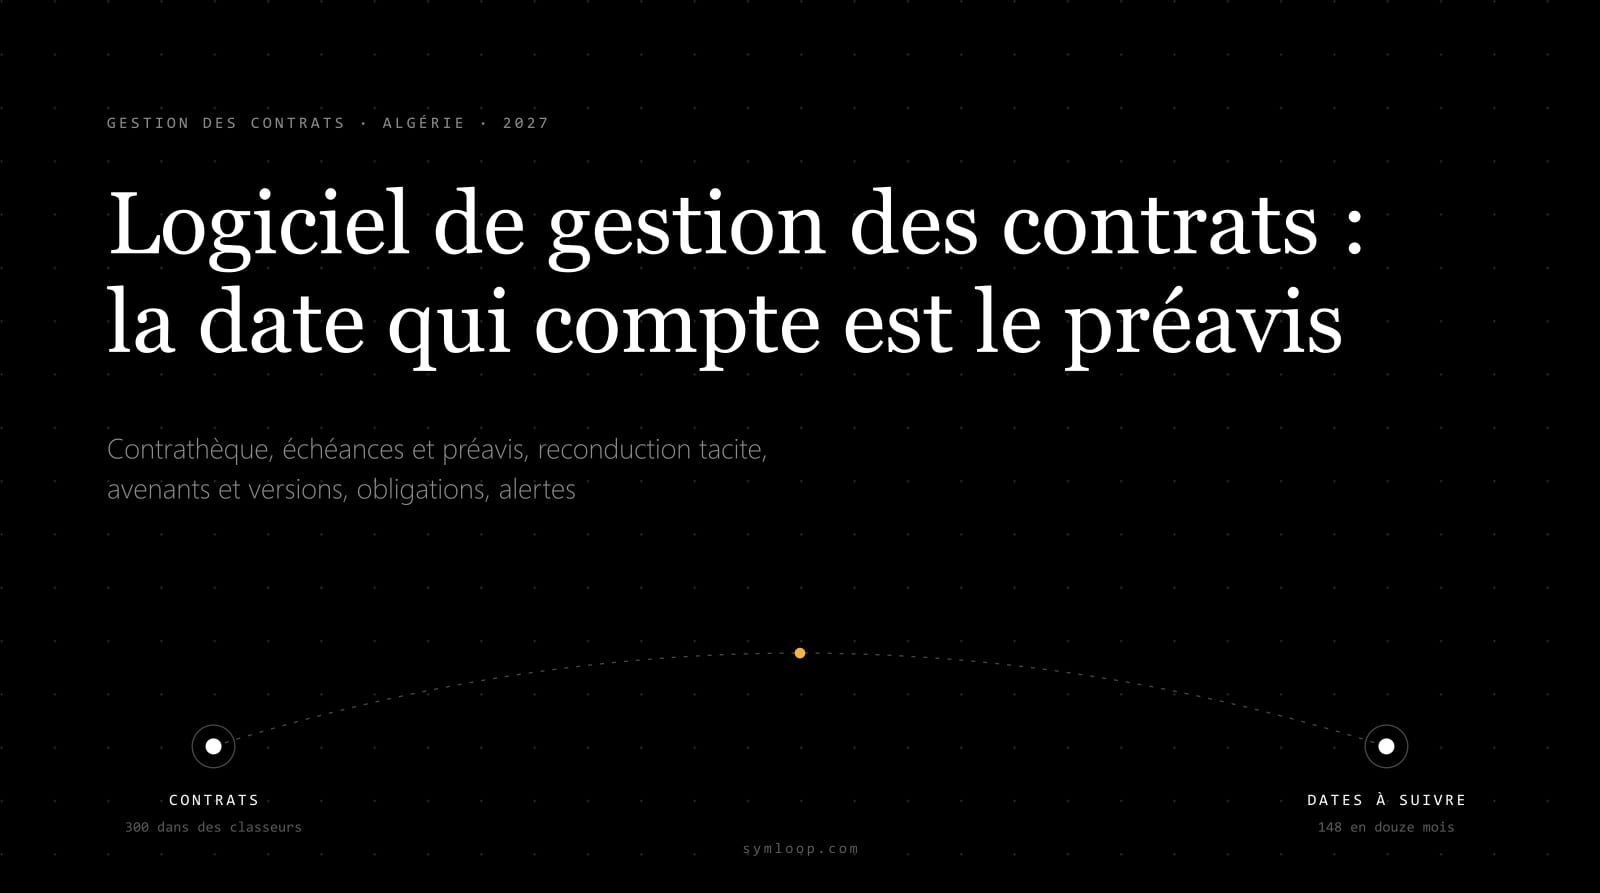 GESTION DES CONTRATS · ALGÉRIE · 2027
Logiciel de gestion des contrats :
la date qui compte est le préavis
Contrathèque, échéances et préavis, reconduction tacite,
avenants et versions, obligations, alertes
CONTRATS
300 dans des classeurs
DATES À SUIVRE
148 en douze mois
symloop.com